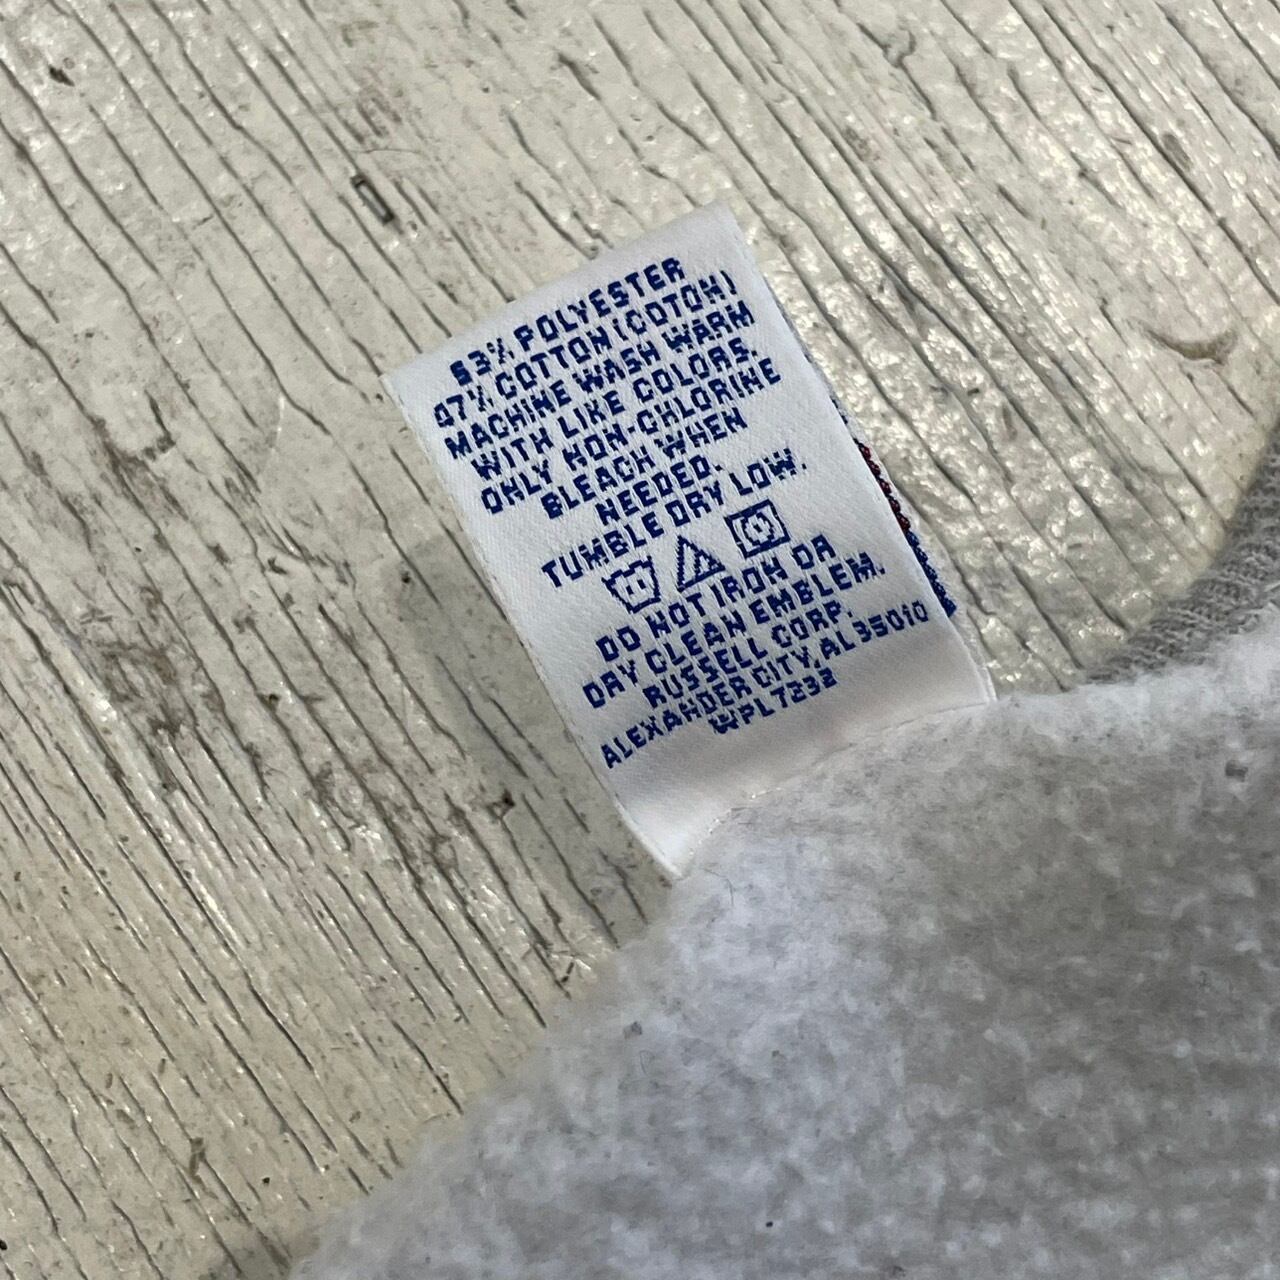 53% POLYESTER
47% COTTON (COTON)
MACHINE WASH WARM
WITH LIKE COLORS.
ONLY NON-CHLORINE
BLEACH WHEN
NEEDED.
TUMBLE DRY LOW.
DO NOT IRON OR
DRY CLEAN EMBLEM.
RUSSELL CORP.
ALEXANDER CITY, AL 35010
WPL 7232